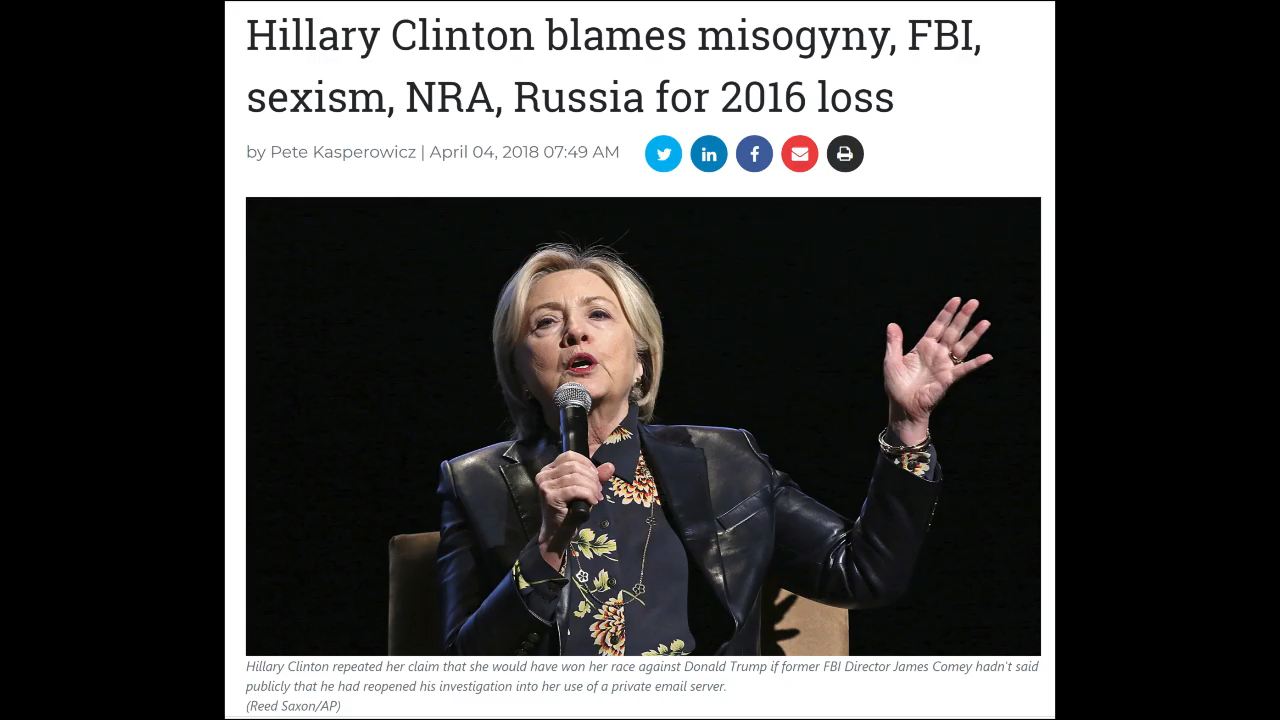 Hillary Clinton blames misogyny, FBI,
sexism, NRA, Russia for 2016 loss
by Pete Kasperowicz | April 04, 2018 07:49 AM
Hillary Clinton repeated her claim that she would have won her race against Donald Trump if former FBI Director James Comey hadn't said
publicly that he had reopened his investigation into her use of a private email server.
(Reed Saxon/AP)